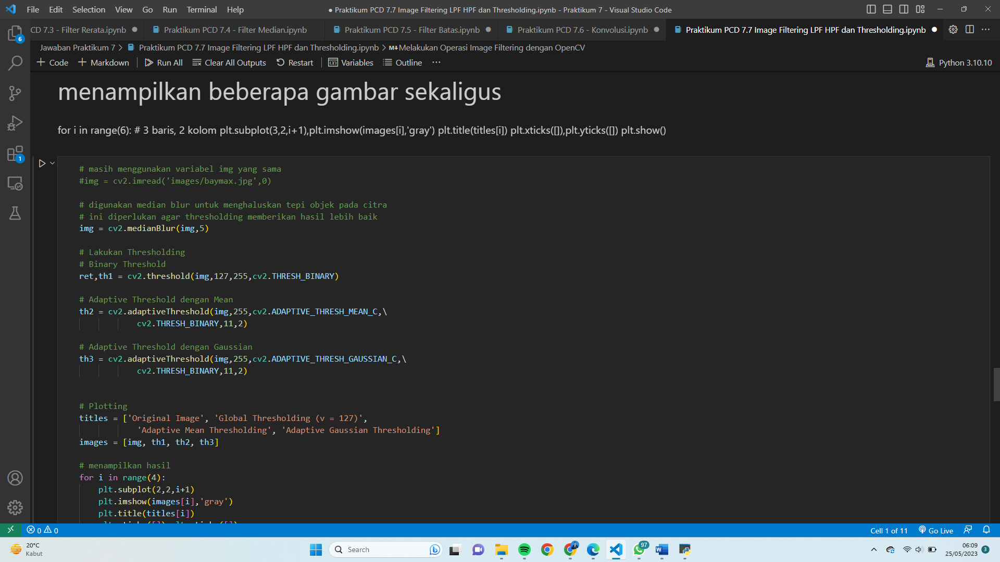 File Edit Selection View Go Run Terminal Help
● Praktikum PCD 7.7 Image Filtering LPF HPF dan Thresholding.ipynb - Praktikum 7 - Visual Studio Code
CD 7.3 - Filter Rerata.ipynb
Praktikum PCD 7.4 - Filter Median.ipynb
Praktikum PCD 7.5 - Filter Batas.ipynb
Praktikum PCD 7.6 - Konvolusi.ipynb
Praktikum PCD 7.7 Image Filtering LPF HPF dan Thresholding.ipynb
Jawaban Praktikum 7 > Praktikum PCD 7.7 Image Filtering LPF HPF dan Thresholding.ipynb > M↓Melakukan Operasi Image Filtering dengan OpenCV
+ Code + Markdown Run All Clear All Outputs Restart Variables Outline ···
Python 3.10.10
6
1
menampilkan beberapa gambar sekaligus
for i in range(6): # 3 baris, 2 kolom plt.subplot(3,2,i+1),plt.imshow(images[i],'gray') plt.title(titles[i]) plt.xticks([]),plt.yticks([]) plt.show()
# masih menggunakan variabel img yang sama
#img = cv2.imread('images/baymax.jpg',0)
# digunakan median blur untuk menghaluskan tepi objek pada citra
# ini diperlukan agar thresholding memberikan hasil lebih baik
img = cv2.medianBlur(img,5)
# Lakukan Thresholding
# Binary Threshold
ret,th1 = cv2.threshold(img,127,255,cv2.THRESH_BINARY)
# Adaptive Threshold dengan Mean
th2 = cv2.adaptiveThreshold(img,255,cv2.ADAPTIVE_THRESH_MEAN_C,\
cv2.THRESH_BINARY,11,2)
# Adaptive Threshold dengan Gaussian
th3 = cv2.adaptiveThreshold(img,255,cv2.ADAPTIVE_THRESH_GAUSSIAN_C,\
cv2.THRESH_BINARY,11,2)
# Plotting
titles = ['Original Image', 'Global Thresholding (v = 127)',
'Adaptive Mean Thresholding', 'Adaptive Gaussian Thresholding']
images = [img, th1, th2, th3]
# menampilkan hasil
for i in range(4):
plt.subplot(2,2,i+1)
plt.imshow(images[i],'gray')
plt.title(titles[i])
0 0
Cell 1 of 11 Go Live
20°C
Kabut
Search
97
06:09
25/05/2023
3